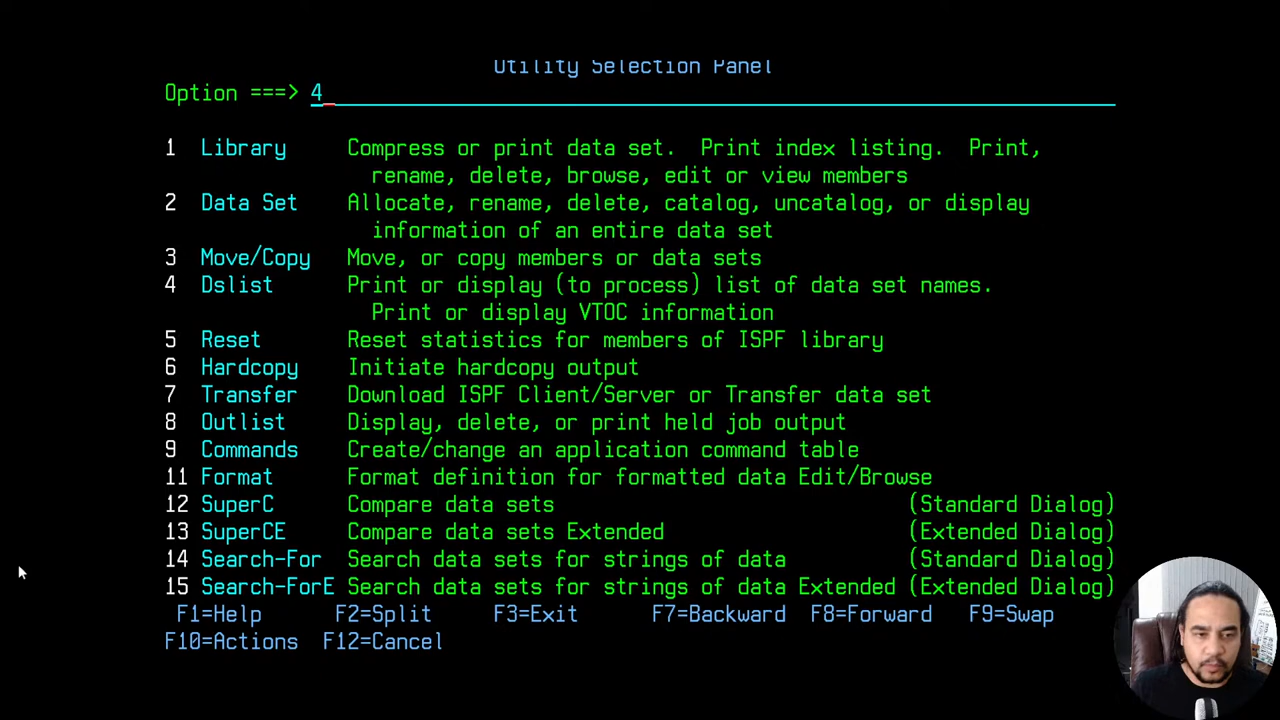 Utility Selection Panel
Option ===> 4
1 Library Compress or print data set. Print index listing. Print,
rename, delete, browse, edit or view members
2 Data Set Allocate, rename, delete, catalog, uncatalog, or display
information of an entire data set
3 Move/Copy Move, or copy members or data sets
4 Dslist Print or display (to process) list of data set names.
Print or display VTOC information
5 Reset Reset statistics for members of ISPF library
6 Hardcopy Initiate hardcopy output
7 Transfer Download ISPF Client/Server or Transfer data set
8 Outlist Display, delete, or print held job output
9 Commands Create/change an application command table
11 Format Format definition for formatted data Edit/Browse
12 SuperC Compare data sets (Standard Dialog)
13 SuperCE Compare data sets Extended (Extended Dialog)
14 Search-For Search data sets for strings of data (Standard Dialog)
15 Search-ForE Search data sets for strings of data Extended (Extended Dialog)
F1=Help F2=Split F3=Exit F7=Backward F8=Forward F9=Swap
F10=Actions F12=Cancel